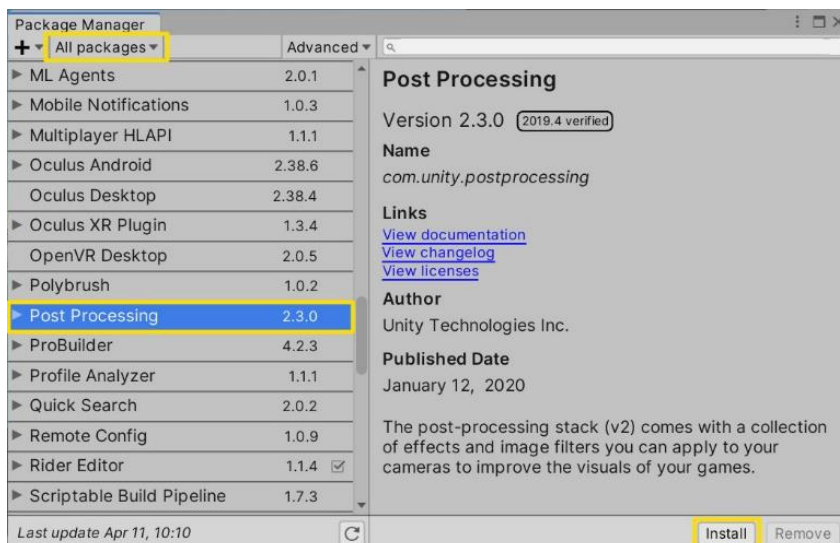 Package Manager
+ All packages Advanced
ML Agents 2.0.1
Mobile Notifications 1.0.3
Multiplayer HLAPI 1.1.1
Oculus Android 2.38.6
Oculus Desktop 2.38.4
Oculus XR Plugin 1.3.4
OpenVR Desktop 2.0.5
Polybrush 1.0.2
Post Processing 2.3.0
ProBuilder 4.2.3
Profile Analyzer 1.1.1
Quick Search 2.0.2
Remote Config 1.0.9
Rider Editor 1.1.4
Scriptable Build Pipeline 1.7.3
Last update Apr 11, 10:10
Post Processing
Version 2.3.0 2019.4 verified
Name
com.unity.postprocessing
Links
View documentation
View changelog
View licenses
Author
Unity Technologies Inc.
Published Date
January 12, 2020
The post-processing stack (v2) comes with a collection
of effects and image filters you can apply to your
cameras to improve the visuals of your games.
Install Remove